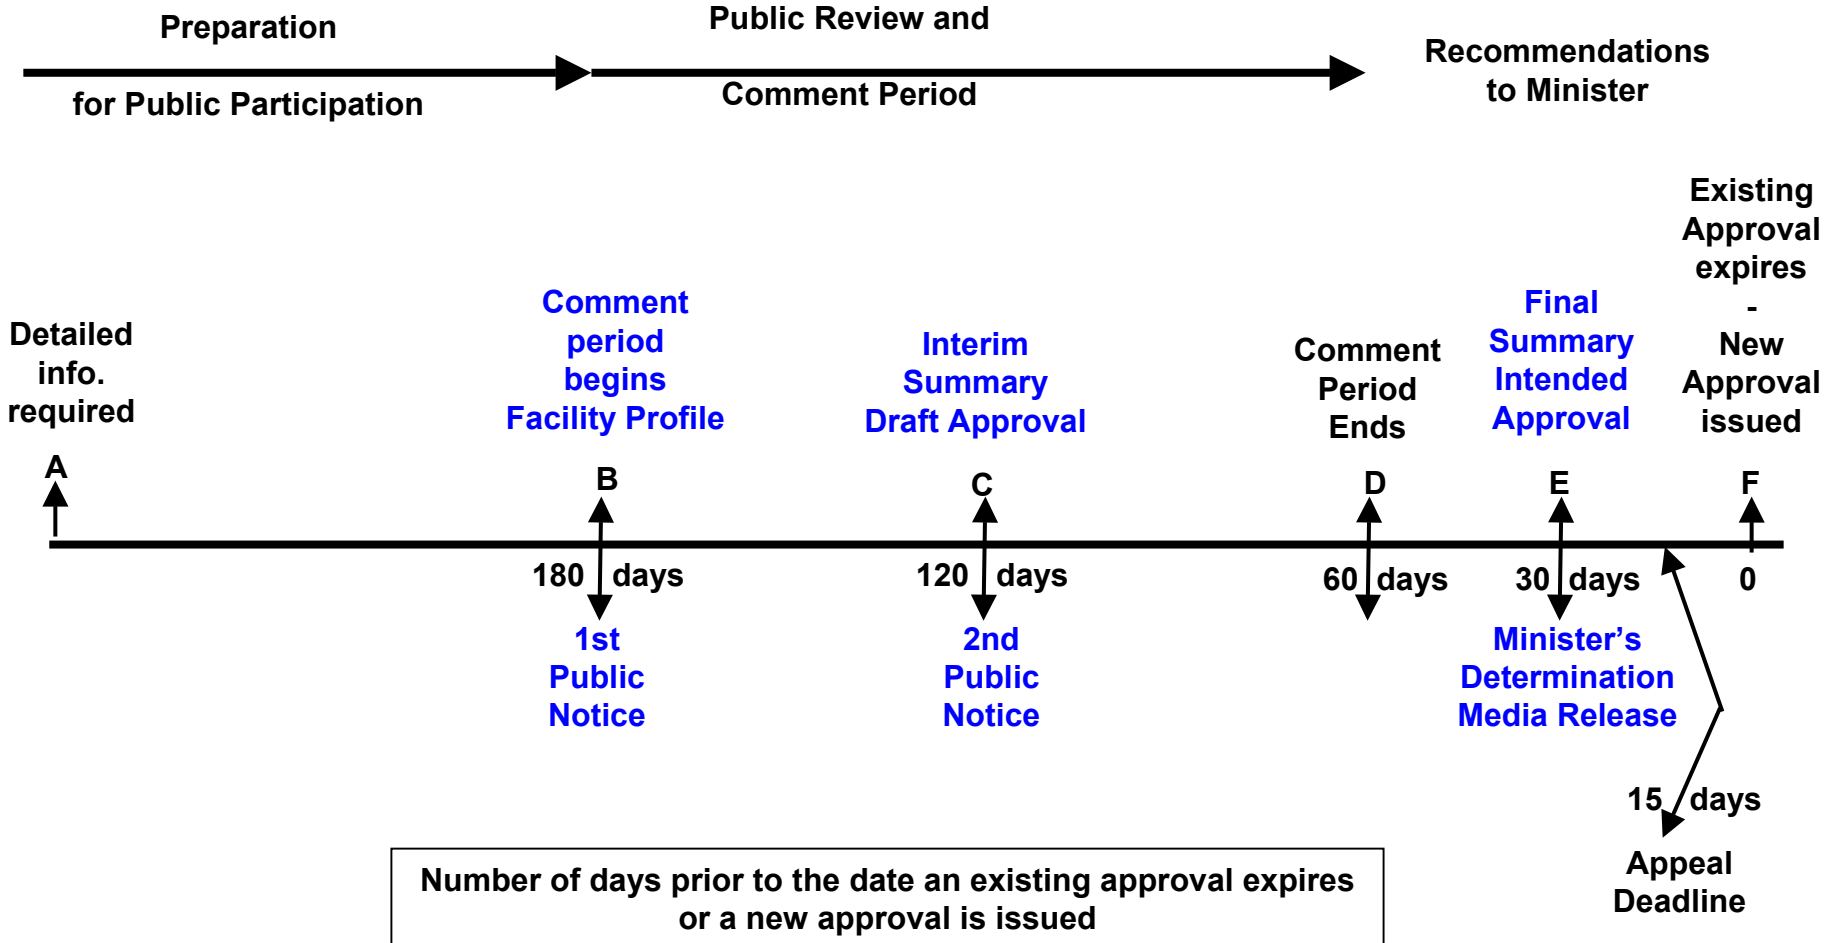 Preparation
for Public Participation
Public Review and
Comment Period
Recommendations
to Minister
Detailed
info.
required
A
Comment
period
begins
Facility Profile
B
180 days
1st
Public
Notice
Interim
Summary
Draft Approval
C
120 days
2nd
Public
Notice
Comment
Period
Ends
D
60 days
Final
Summary
Intended
Approval
E
30 days
Minister’s
Determination
Media Release
Existing
Approval
expires
-
New
Approval
issued
F
0
15 days
Appeal
Deadline
Number of days prior to the date an existing approval expires
or a new approval is issued